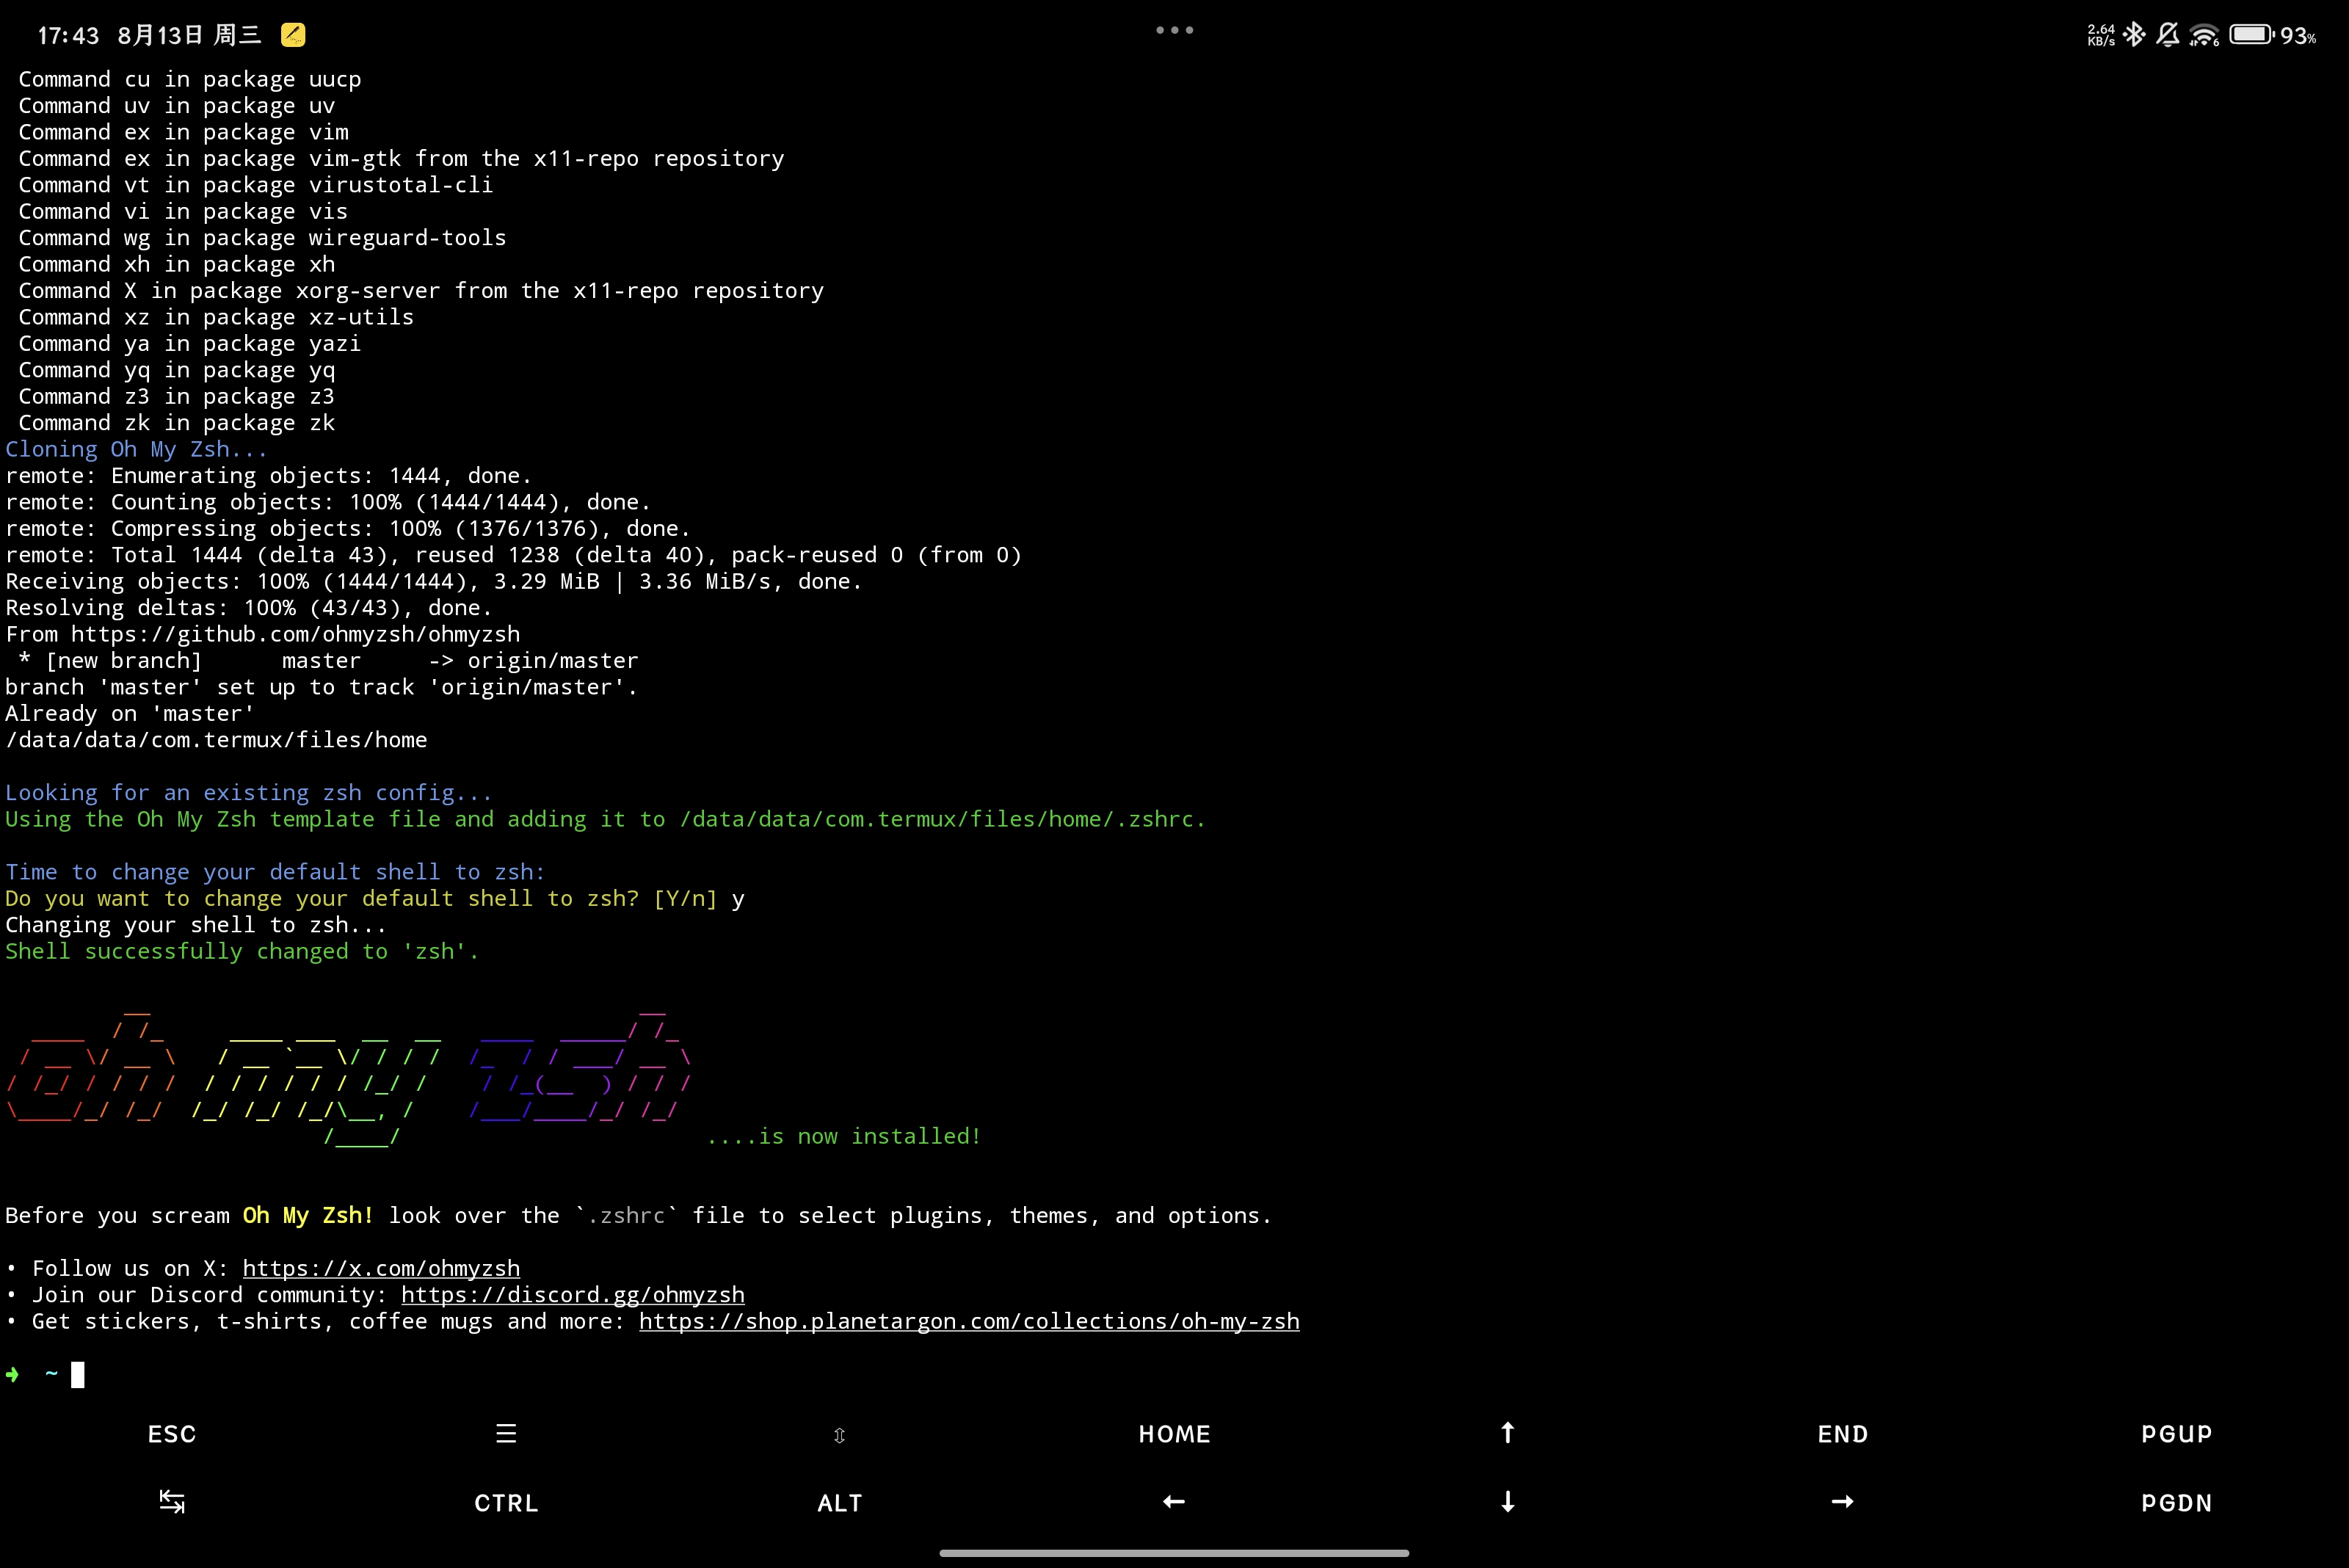 17:43 8月13日 周三
2.64 KB/s 6 93%
Command cu in package uucp
Command uv in package uv
Command ex in package vim
Command ex in package vim-gtk from the x11-repo repository
Command vt in package virustotal-cli
Command vi in package vis
Command wg in package wireguard-tools
Command xh in package xh
Command X in package xorg-server from the x11-repo repository
Command xz in package xz-utils
Command ya in package yazi
Command yq in package yq
Command z3 in package z3
Command zk in package zk
Cloning Oh My Zsh...
remote: Enumerating objects: 1444, done.
remote: Counting objects: 100% (1444/1444), done.
remote: Compressing objects: 100% (1376/1376), done.
remote: Total 1444 (delta 43), reused 1238 (delta 40), pack-reused 0 (from 0)
Receiving objects: 100% (1444/1444), 3.29 MiB | 3.36 MiB/s, done.
Resolving deltas: 100% (43/43), done.
From https://github.com/ohmyzsh/ohmyzsh
 * [new branch]      master     -> origin/master
branch 'master' set up to track 'origin/master'.
Already on 'master'
/data/data/com.termux/files/home
Looking for an existing zsh config...
Using the Oh My Zsh template file and adding it to /data/data/com.termux/files/home/.zshrc.
Time to change your default shell to zsh:
Do you want to change your default shell to zsh? [Y/n] y
Changing your shell to zsh...
Shell successfully changed to 'zsh'.
oh my zsh
....is now installed!
Before you scream Oh My Zsh! look over the `.zshrc` file to select plugins, themes, and options.
• Follow us on X: https://x.com/ohmyzsh
• Join our Discord community: https://discord.gg/ohmyzsh
• Get stickers, t-shirts, coffee mugs and more: https://shop.planetargon.com/collections/oh-my-zsh
➜ ~
ESC ☰ ⇳ HOME ↑ END PGUP
↹ CTRL ALT ← ↓ → PGDN